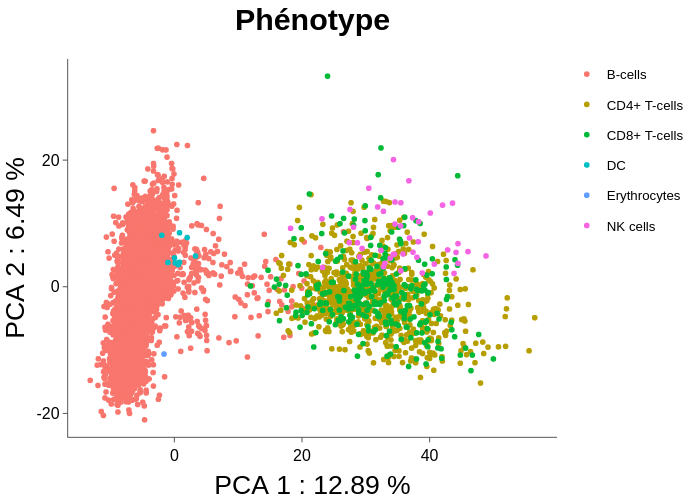 Phénotype
B-cells
CD4+ T-cells
CD8+ T-cells
DC
Erythrocytes
NK cells
20
0
-20
0
20
40
PCA 2 : 6.49 %
PCA 1 : 12.89 %